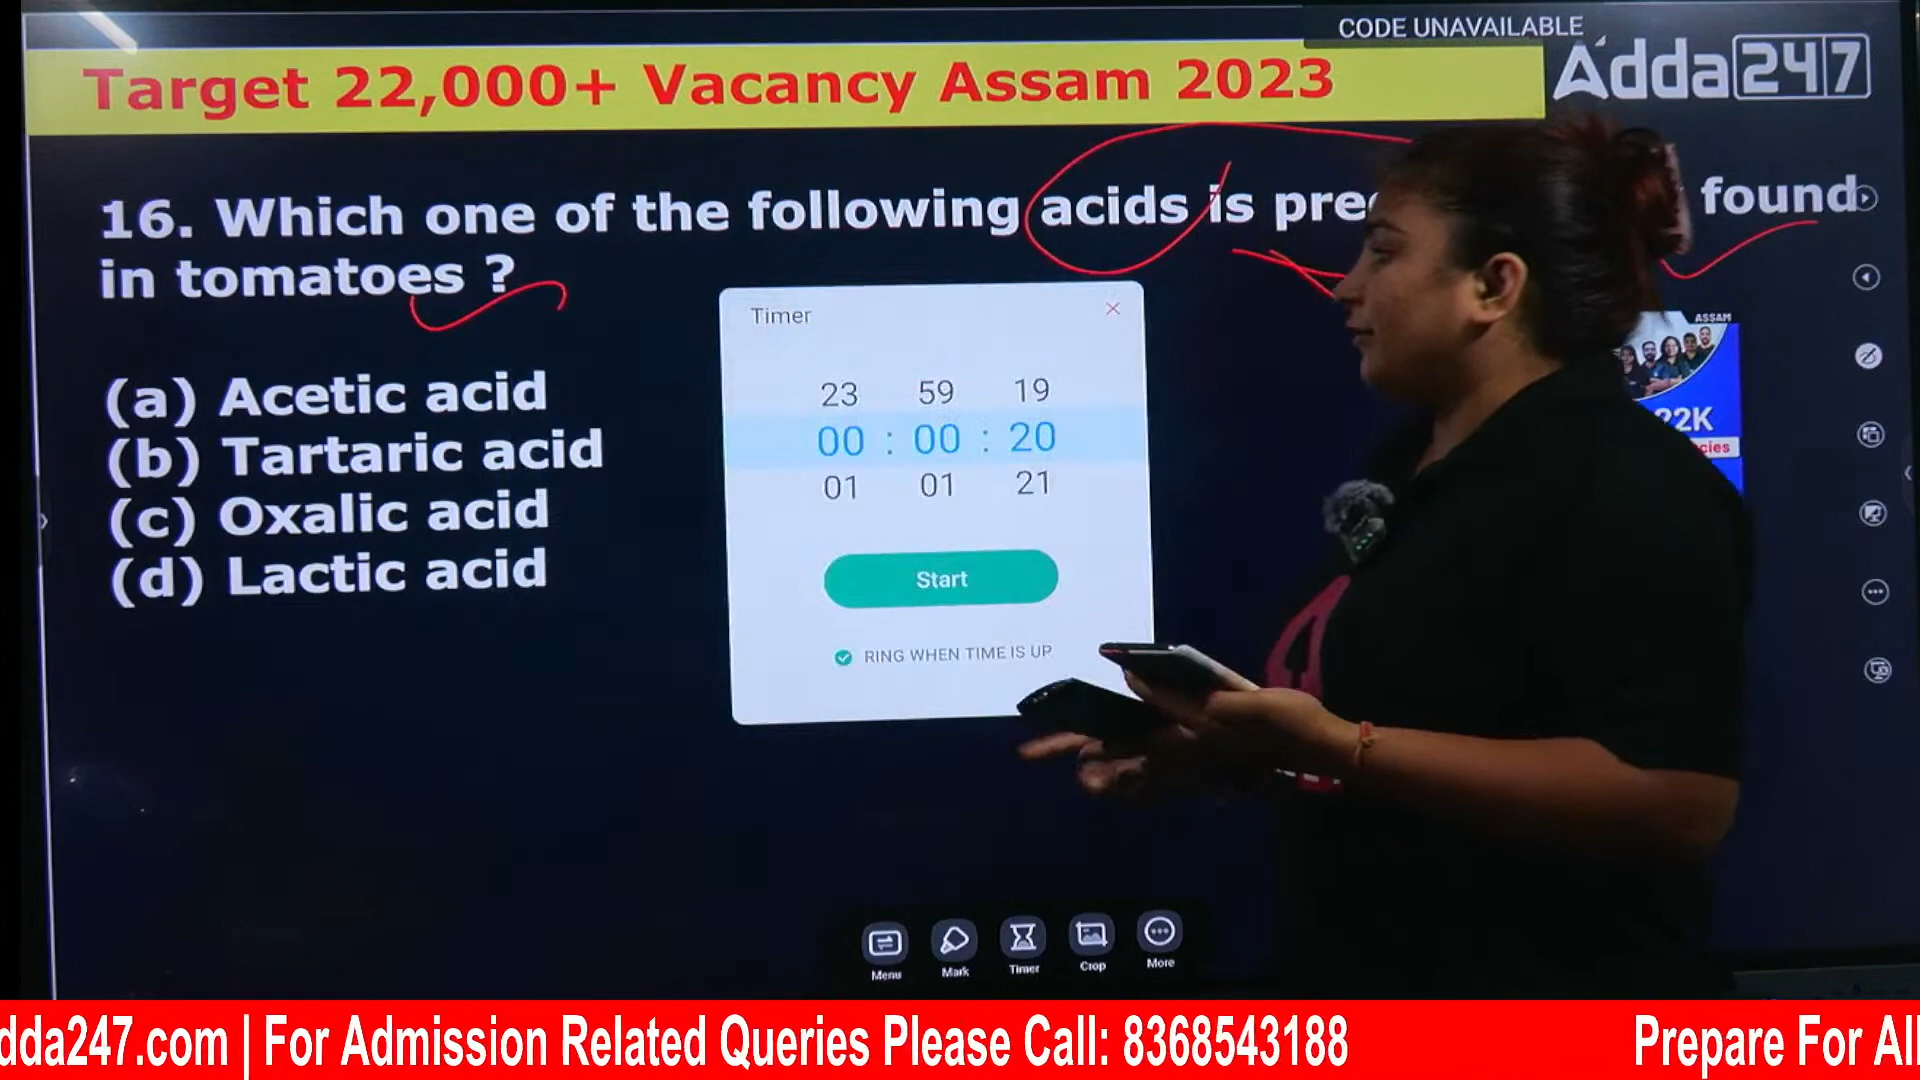 CODE UNAVAILABLE
Target 22,000+ Vacancy Assam 2023
Adda247
16. Which one of the following acids is found
in tomatoes ?
(a) Acetic acid
(b) Tartaric acid
(c) Oxalic acid
(d) Lactic acid
Timer
23 59 19
00 : 00 : 20
01 01 21
Start
RING WHEN TIME IS UP
ASSAM
22K
Menu Mark Timer Crop More
dda247.com | For Admission Related Queries Please Call: 8368543188 Prepare For All